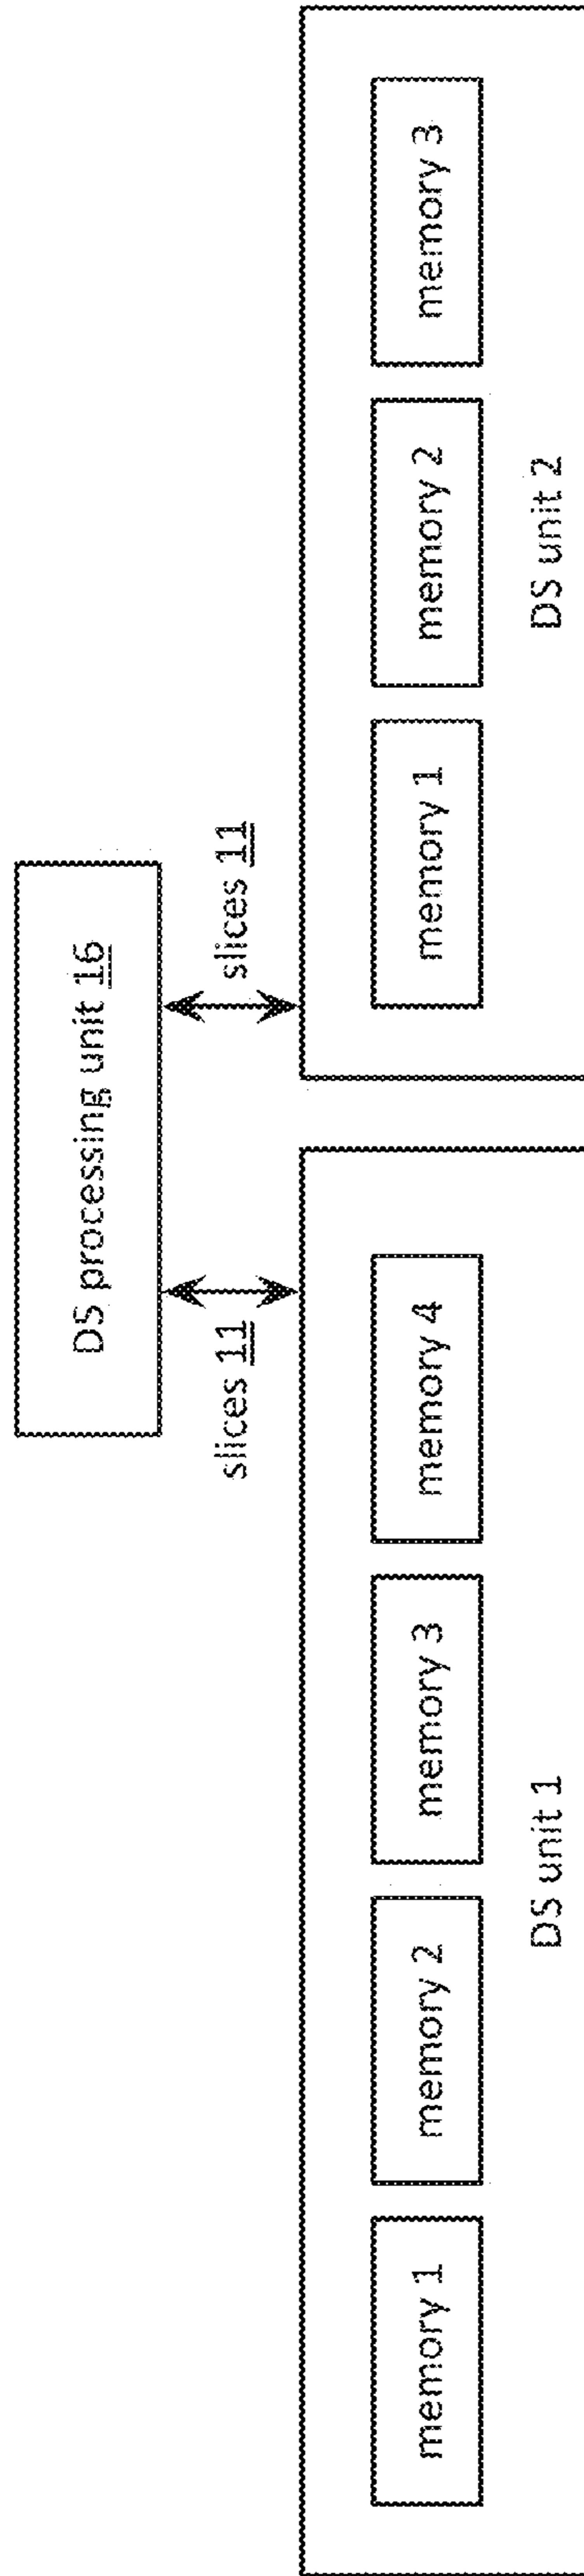 DS processing unit 16
slices 11
slices 11
memory 1
memory 2
memory 3
memory 4
DS unit 1
memory 1
memory 2
memory 3
DS unit 2